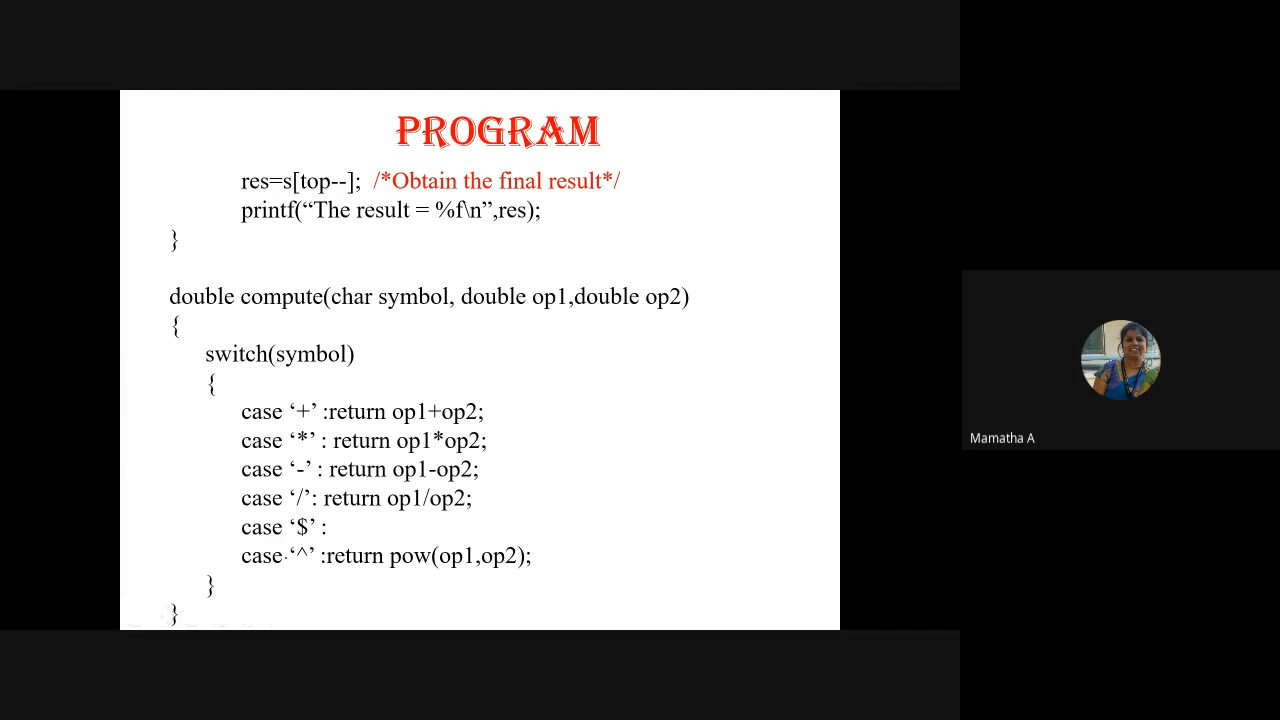 PROGRAM
res=s[top--]; /*Obtain the final result*/
printf(“The result = %f\n”,res);
}
double compute(char symbol, double op1,double op2)
{
switch(symbol)
{
case ‘+’ :return op1+op2;
case ‘*’ : return op1*op2;
case ‘-’ : return op1-op2;
case ‘/’: return op1/op2;
case ‘$’ :
case ‘^’ :return pow(op1,op2);
}
}
Mamatha A